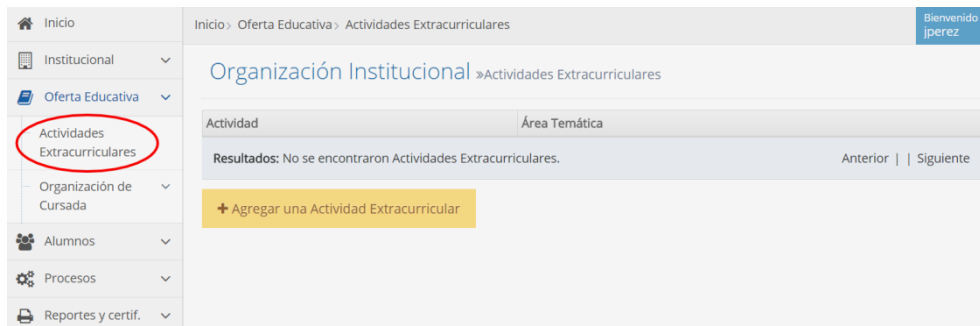 Inicio
Institucional
Oferta Educativa
Actividades
Extracurriculares
Organización de
Cursada
Alumnos
Procesos
Reportes y certif.
Inicio > Oferta Educativa > Actividades Extracurriculares
Bienvenido
jperez
Organización Institucional »Actividades Extracurriculares
Actividad Área Temática
Resultados: No se encontraron Actividades Extracurriculares. Anterior | | Siguiente
+ Agregar una Actividad Extracurricular